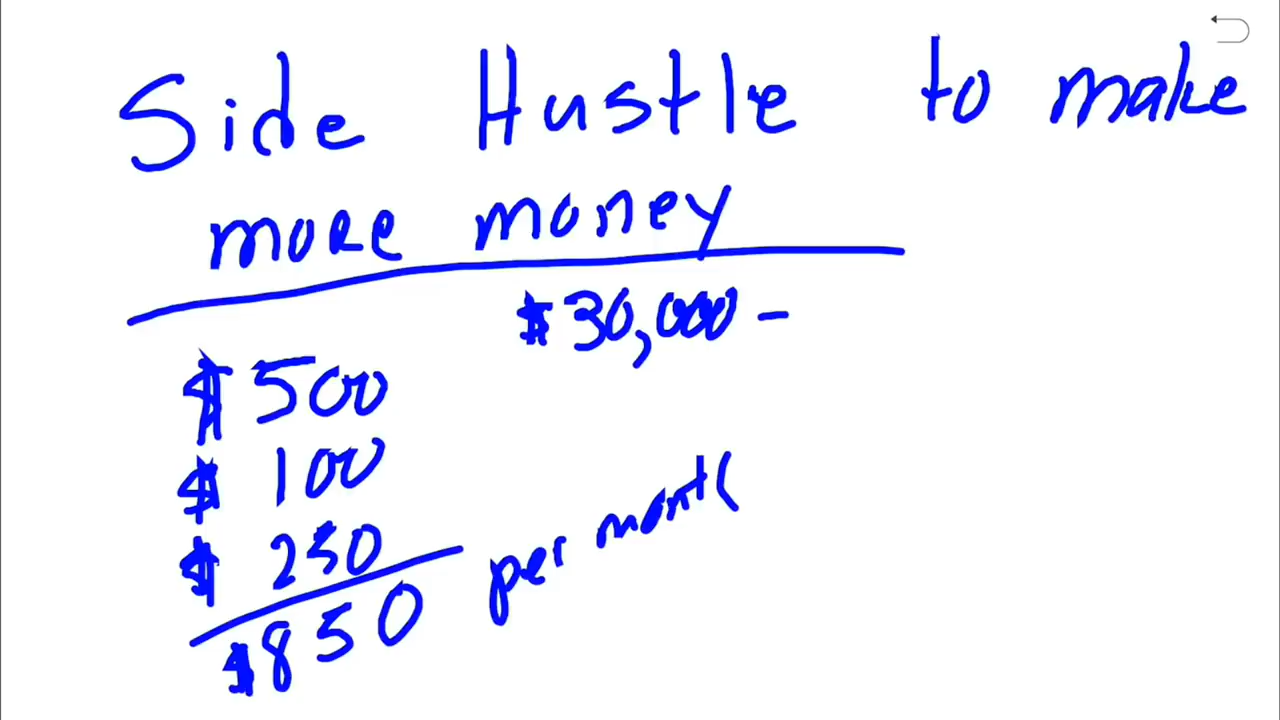 Side Hustle to make
more money
$30,000 -
$500
$100
$250
$850 per month